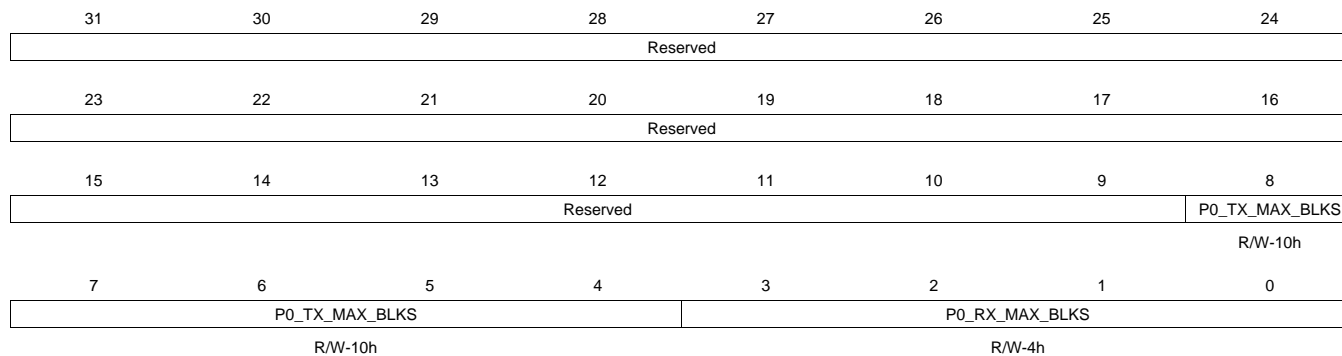 31 30 29 28 27 26 25 24
Reserved
23 22 21 20 19 18 17 16
Reserved
15 14 13 12 11 10 9 8
Reserved P0_TX_MAX_BLKS
R/W-10h
7 6 5 4 3 2 1 0
P0_TX_MAX_BLKS P0_RX_MAX_BLKS
R/W-10h R/W-4h